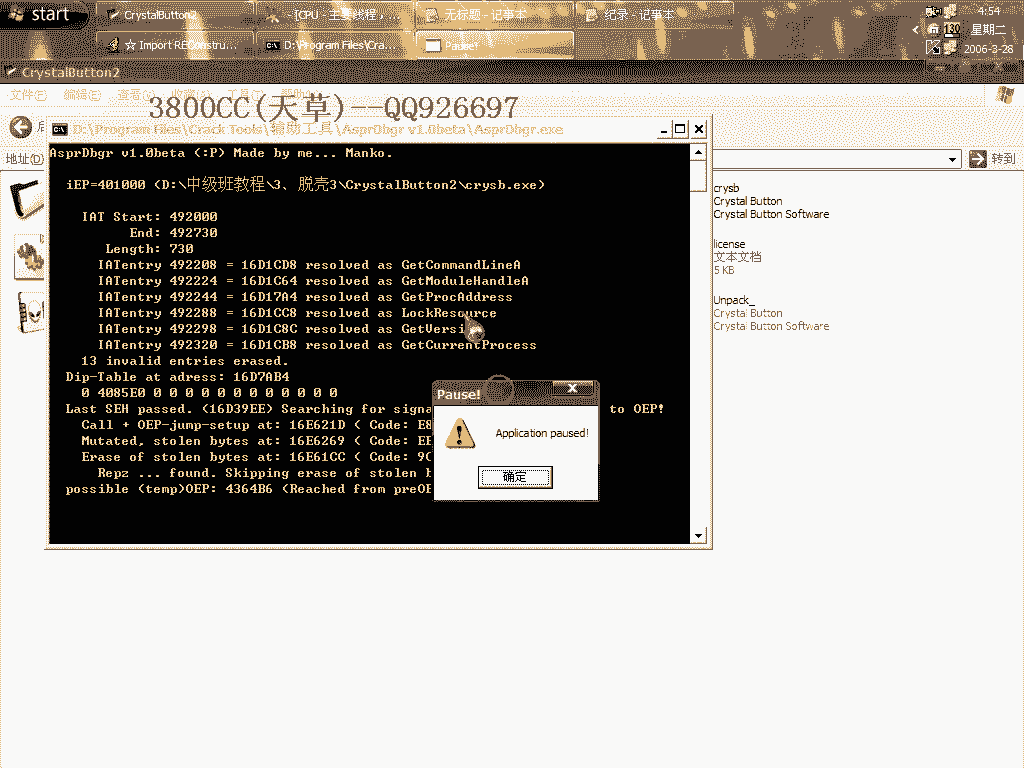 start
CrystalButton2
- [CPU - 主要线程, ...
无标题 - 记事本
纪录 - 记事本
4:54
☆ Import REConstru...
D:\Program Files\Cra...
Pause!
130
星期二
2006-3-28
CrystalButton2
文件(F) 编辑(E) 查看(V) 收藏(A) 工具(T) 帮助(H)
3800CC(天草)--QQ926697
D:\Program Files\Crack Tools\辅助工具\AsprDbgr v1.0beta\AsprDbgr.exe
地址(D)
转到
AsprDbgr v1.0beta (:P) Made by me... Manko.
iEP=401000 (D:\中级班教程\3、脱壳3\CrystalButton2\crysb.exe)
IAT Start: 492000
End: 492730
Length: 730
IATentry 492208 = 16D1CD8 resolved as GetCommandLineA
IATentry 492224 = 16D1C64 resolved as GetModuleHandleA
IATentry 492244 = 16D17A4 resolved as GetProcAddress
IATentry 492288 = 16D1CC8 resolved as LockResource
IATentry 492298 = 16D1C8C resolved as GetVersi
IATentry 492320 = 16D1CB8 resolved as GetCurrentProcess
13 invalid entries erased.
Dip-Table at adress: 16D7AB4
0 4085E0 0 0 0 0 0 0 0 0 0 0 0 0
Last SEH passed. (16D39EE) Searching for signa to OEP!
Call + OEP-jump-setup at: 16E621D ( Code: E8
Mutated, stolen bytes at: 16E6269 ( Code: EE
Erase of stolen bytes at: 16E61CC ( Code: 9C
Repz ... found. Skipping erase of stolen b
possible (temp)OEP: 4364B6 (Reached from preOE
Pause!
Application paused!
确定
crysb
Crystal Button
Crystal Button Software
license
文本文档
5 KB
Unpack_
Crystal Button
Crystal Button Software